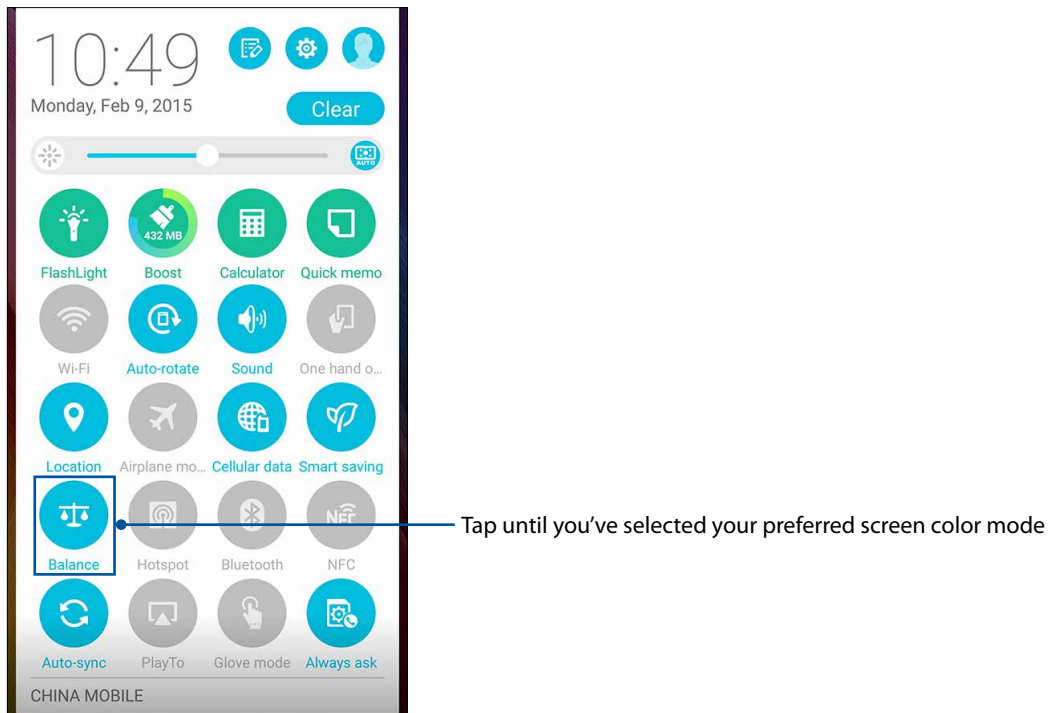 10:49
Monday, Feb 9, 2015
Clear
AUTO
432 MB
FlashLight Boost Calculator Quick memo
Wi-Fi Auto-rotate Sound One hand o...
Location Airplane mo... Cellular data Smart saving
NFC
Tap until you’ve selected your preferred screen color mode
Balance Hotspot Bluetooth NFC
Auto-sync PlayTo Glove mode Always ask
CHINA MOBILE